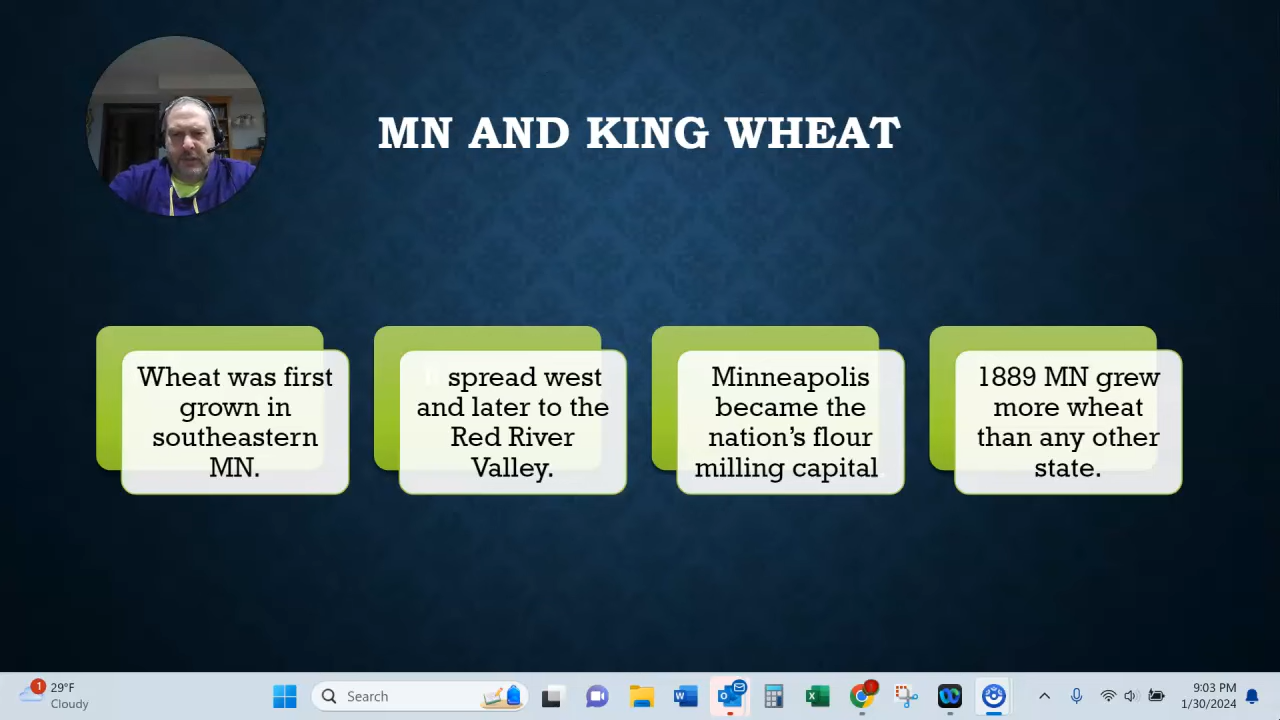 MN AND KING WHEAT
Wheat was first
grown in
southeastern
MN.
spread west
and later to the
Red River
Valley.
Minneapolis
became the
nation’s flour
milling capital
1889 MN grew
more wheat
than any other
state.
1
29°F
Cloudy
Search
1
9:03 PM
1/30/2024